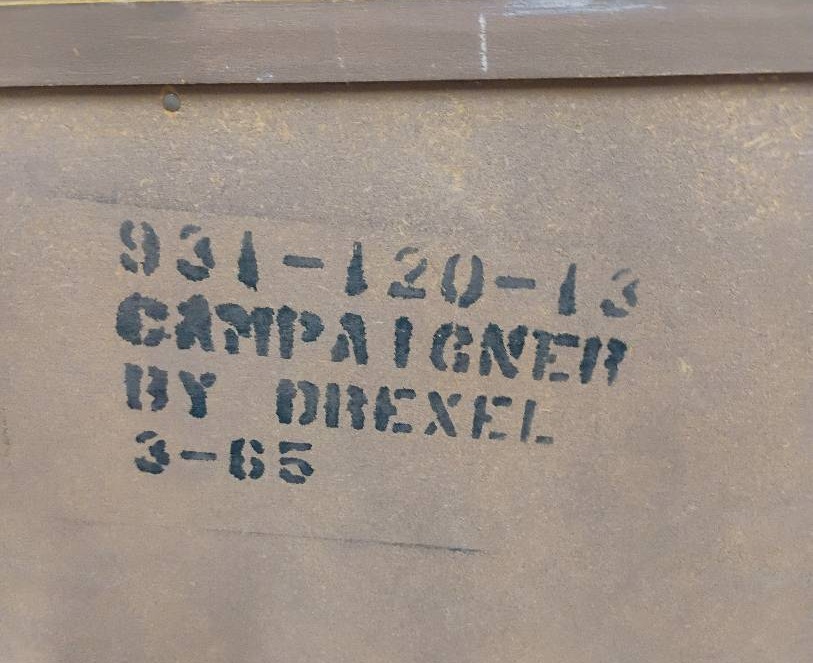 931-120-13
CAMPAIGNER
BY DREXEL
3-65